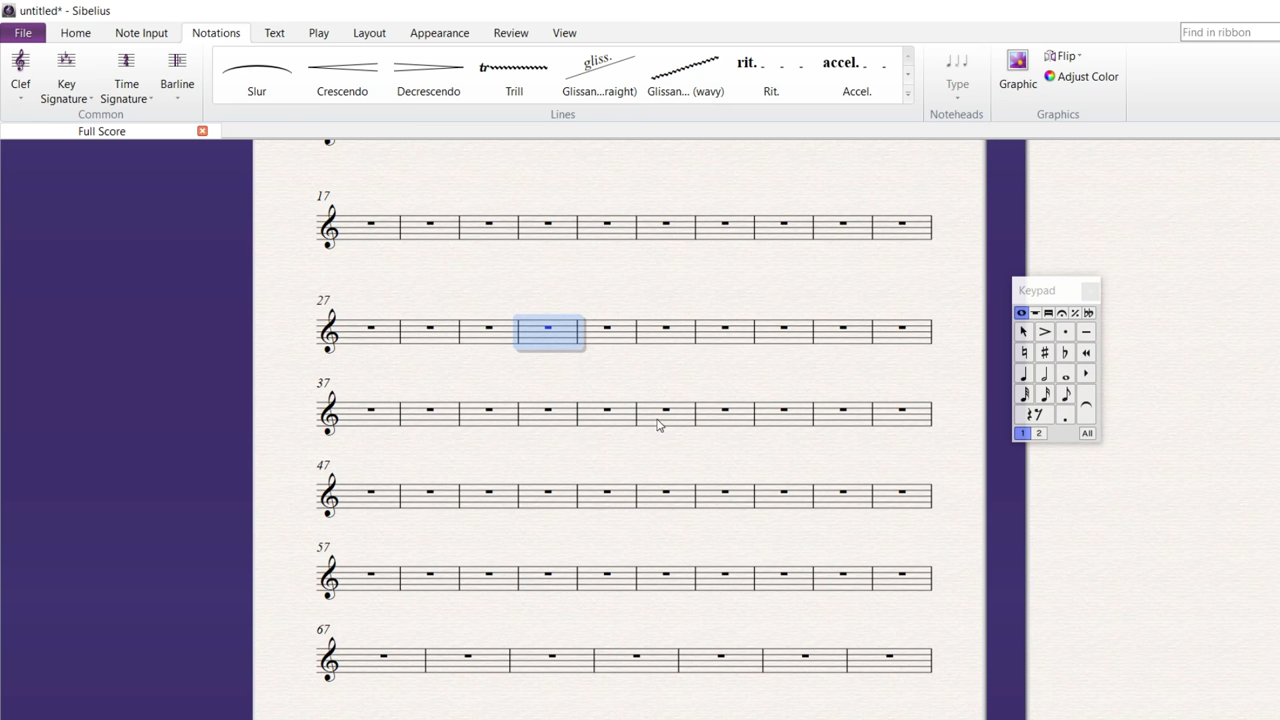 untitled* - Sibelius
File Home Note Input Notations Text Play Layout Appearance Review View Find in ribbon
Clef Key Signature Time Signature Barline
Common
tr gliss. rit. accel.
Slur Crescendo Decrescendo Trill Glissan...raight) Glissan... (wavy) Rit. Accel.
Lines
Type
Noteheads
Graphic Flip Adjust Color
Graphics
Full Score
17
27
Keypad
37
1 2 All
47
57
67